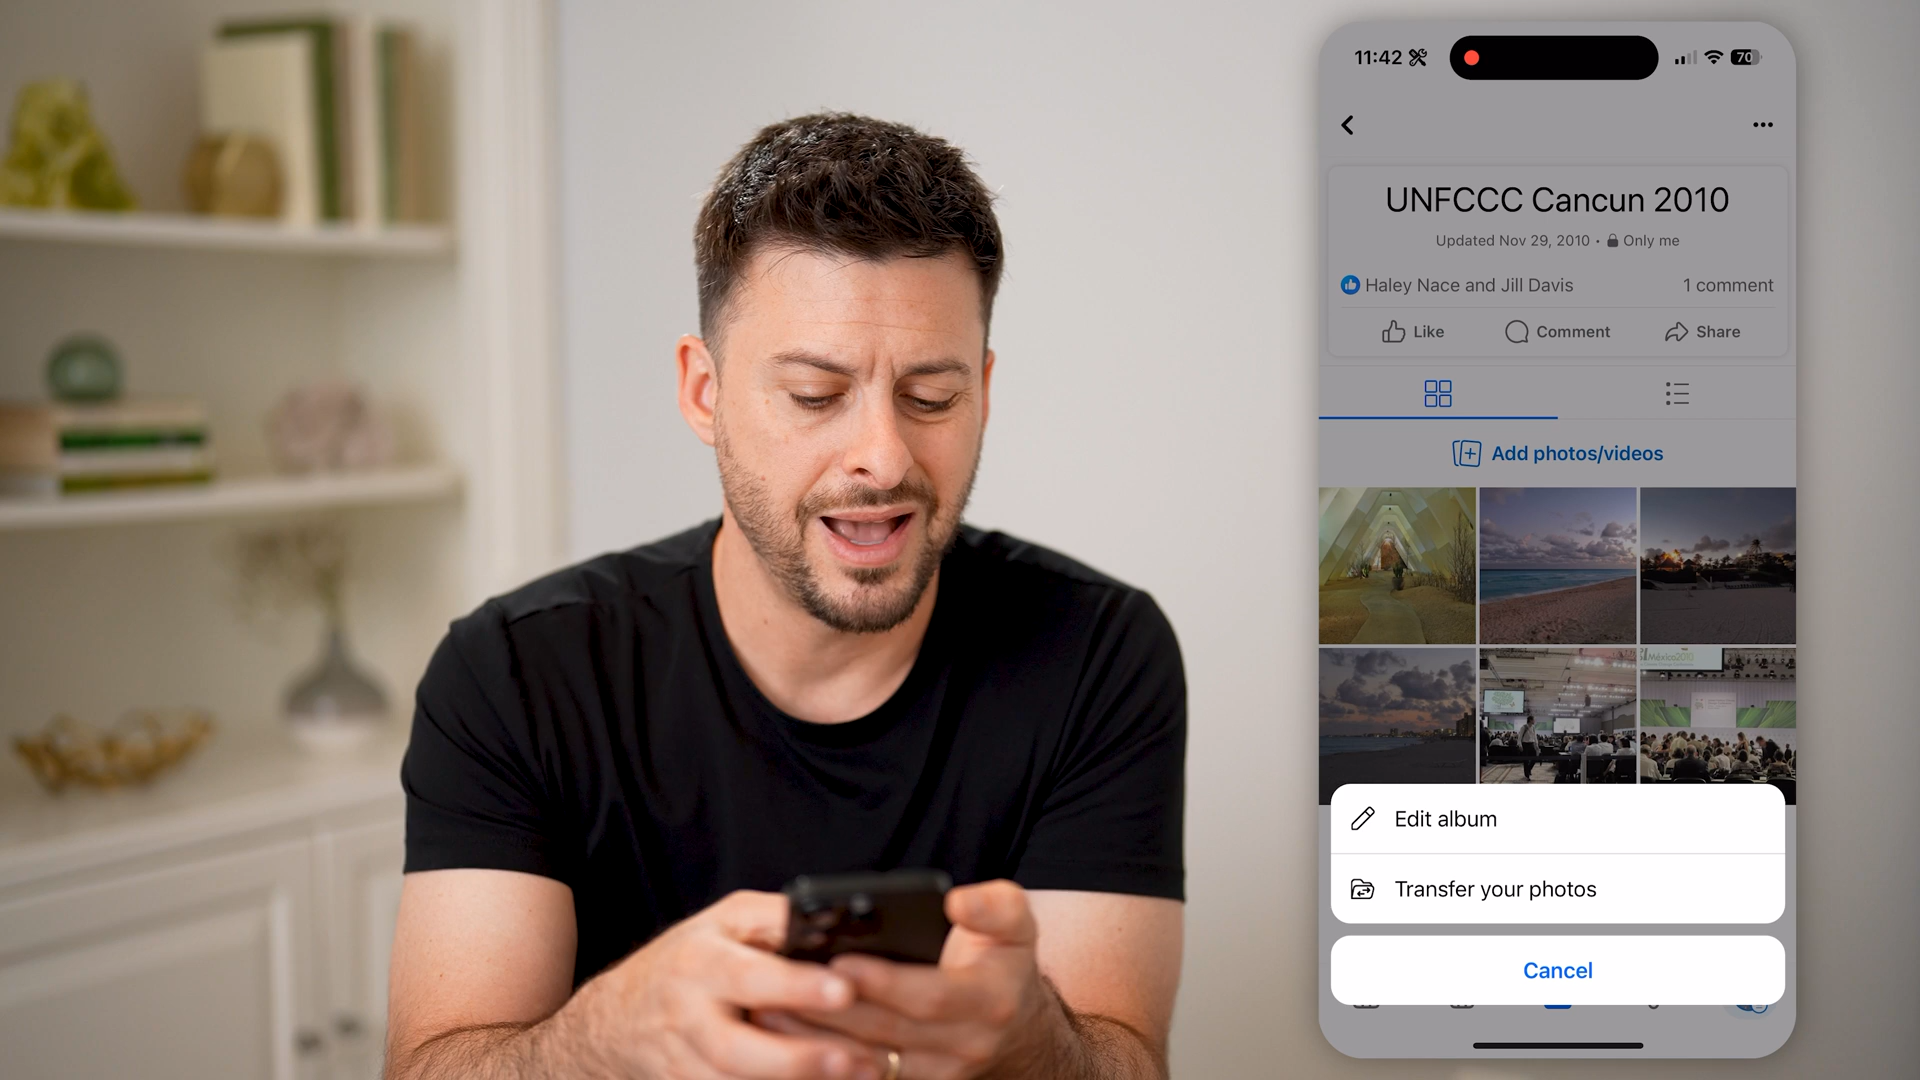 11:42
70
UNFCCC Cancun 2010
Updated Nov 29, 2010 • Only me
Haley Nace and Jill Davis
1 comment
Like
Comment
Share
Add photos/videos
México2010
Edit album
Transfer your photos
Cancel